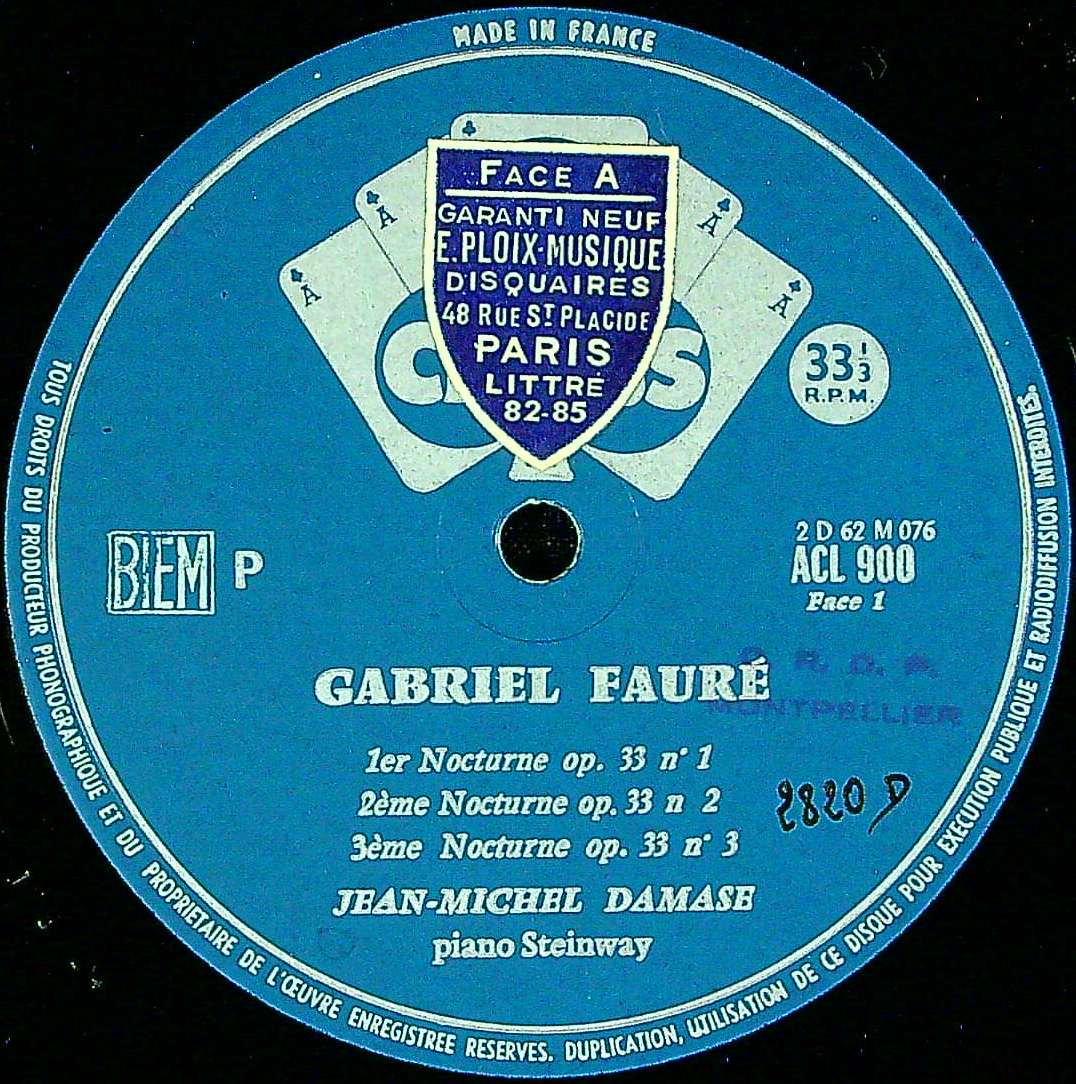 MADE IN FRANCE
A
A
A
A
FACE A
GARANTI NEUF
E. PLOIX-MUSIQUE
DISQUAIRES
48 RUE ST PLACIDE
PARIS
LITTRÉ
82-85
33 1/3
R.P.M.
BIEM P
2 D 62 M 076
ACL 900
Face 1
GABRIEL FAURÉ
R. D. A.
MONTPELLIER
1er Nocturne op. 33 n° 1
2ème Nocturne op. 33 n 2
3ème Nocturne op. 33 n° 3
2820 D
JEAN-MICHEL DAMASE
piano Steinway
TOUS DROITS DU PRODUCTEUR PHONOGRAPHIQUE ET DU PROPRIETAIRE DE L'ŒUVRE ENREGISTREE RESERVES. DUPLICATION, UTILISATION DE CE DISQUE POUR EXECUTION PUBLIQUE ET RADIODIFFUSION INTERDITES.